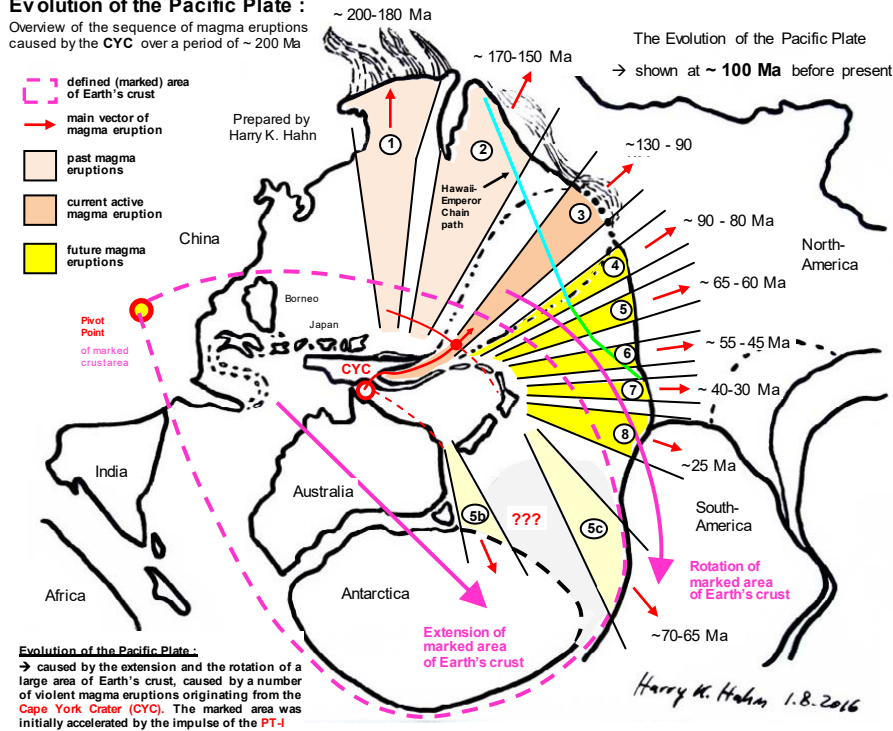 Evolution of the Pacific Plate :
Overview of the sequence of magma eruptions
caused by the CYC over a period of ~ 200 Ma
defined (marked) area
of Earth's crust
main vector of
magma eruption
past magma
eruptions
current active
magma eruption
future magma
eruptions
Prepared by
Harry K. Hahn
~ 200-180 Ma
~ 170-150 Ma
The Evolution of the Pacific Plate
→ shown at ~ 100 Ma before present
~130 - 90
~ 90 - 80 Ma
~ 65 - 60 Ma
~ 55 - 45 Ma
~ 40-30 Ma
~25 Ma
~70-65 Ma
1
2
3
4
5
6
7
8
5b
???
5c
Hawaii-
Emperor
Chain
path
China
North-
America
Borneo
Japan
Pivot
Point
of marked
crustarea
CYC
India
Australia
South-
America
Africa
Antarctica
Rotation of
marked area
of Earth's crust
Extension of
marked area
of Earth's crust
Evolution of the Pacific Plate :
→ caused by the extension and the rotation of a
large area of Earth's crust, caused by a number
of violent magma eruptions originating from the
Cape York Crater (CYC). The marked area was
initially accelerated by the impulse of the PT-I
Harry K. Hahn 1.8.2016